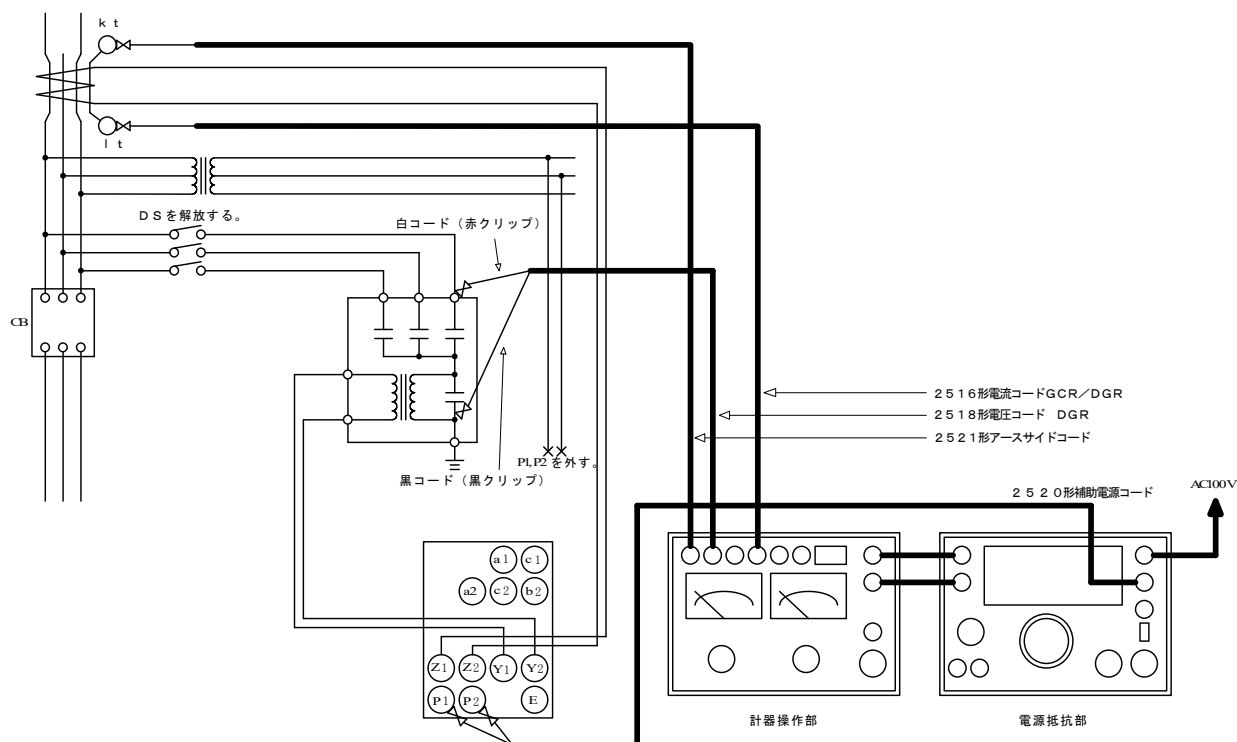 k t
l t
DSを解放する。
白コード（赤クリップ）
CB
2516形電流コードGCR／DGR
2518形電圧コード DGR
2521形アースサイドコード
P1,P2を外す。
黒コード（黒クリップ）
2520形補助電源コード
AC100V
a1 c1
a2 c2 b2
Z1 Z2 Y1 Y2
P1 P2 E
計器操作部
電源抵抗部